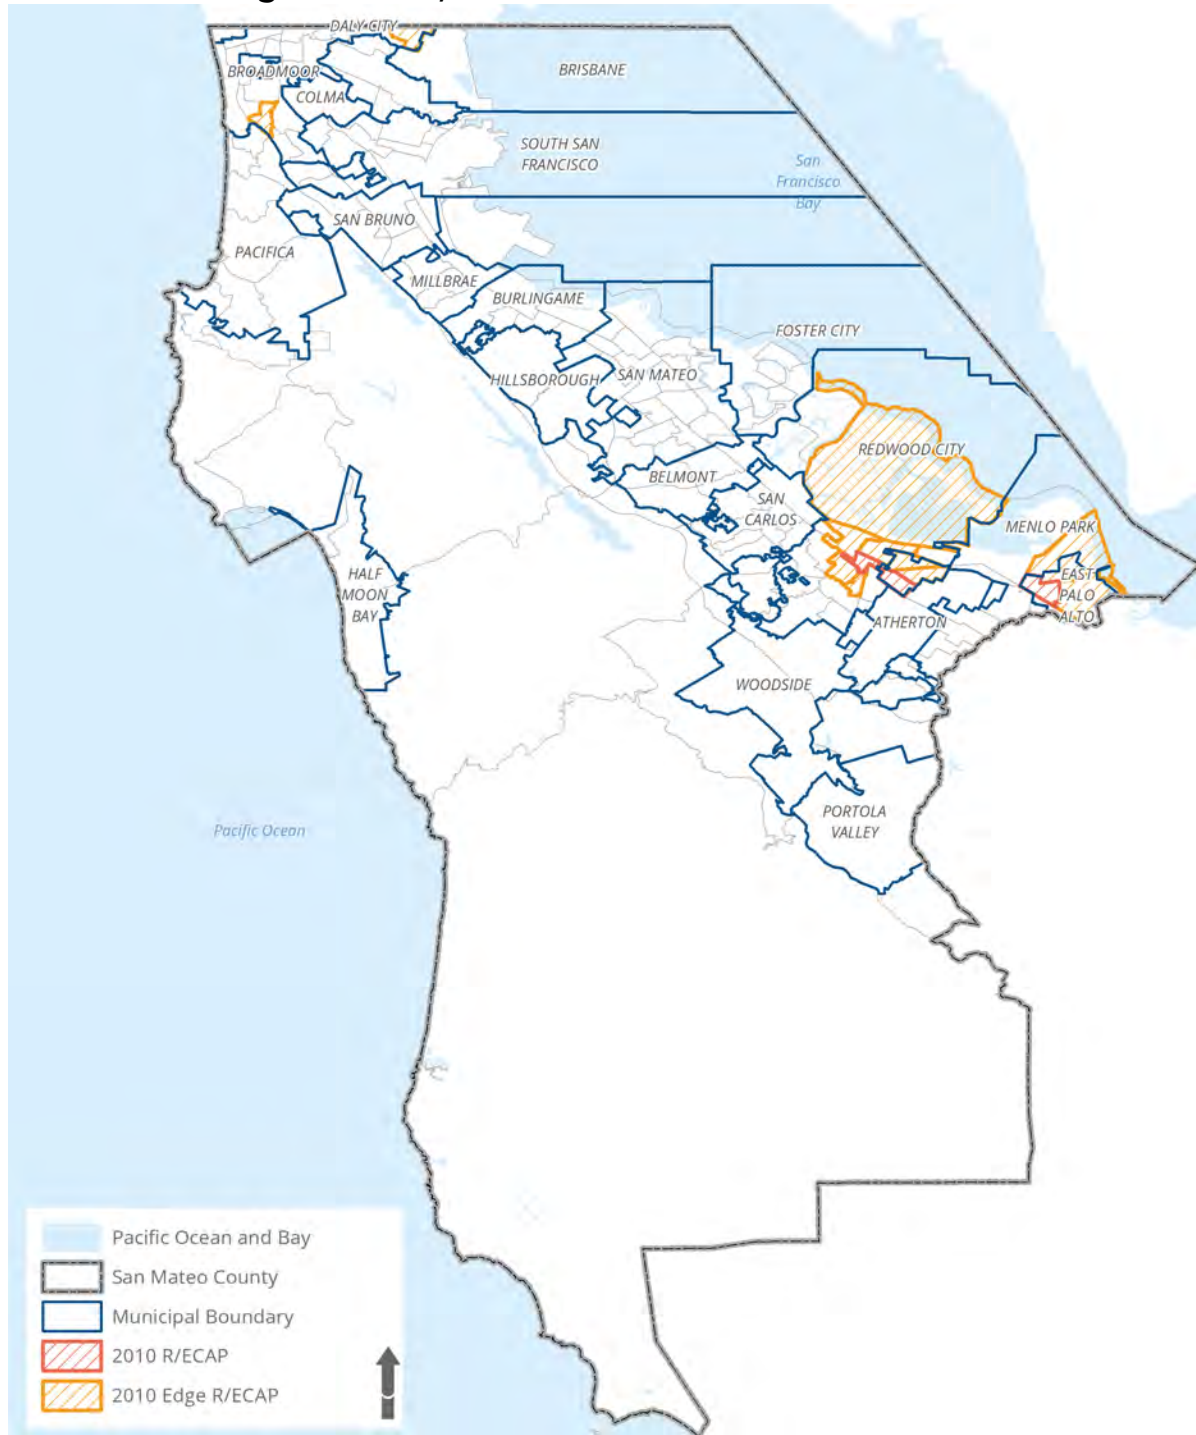 DALY CITY
BROADMOOR
BRISBANE
COLMA
SOUTH SAN
FRANCISCO
San
Francisco
Bay
SAN BRUNO
PACIFICA
MILLBRAE
BURLINGAME
FOSTER CITY
HILLSBOROUGH
SAN MATEO
REDWOOD CITY
BELMONT
SAN
CARLOS
MENLO PARK
HALF
MOON
BAY
EAST
PALO
ALTO
ATHERTON
WOODSIDE
PORTOLA
VALLEY
Pacific Ocean
Pacific Ocean and Bay
San Mateo County
Municipal Boundary
2010 R/ECAP
2010 Edge R/ECAP